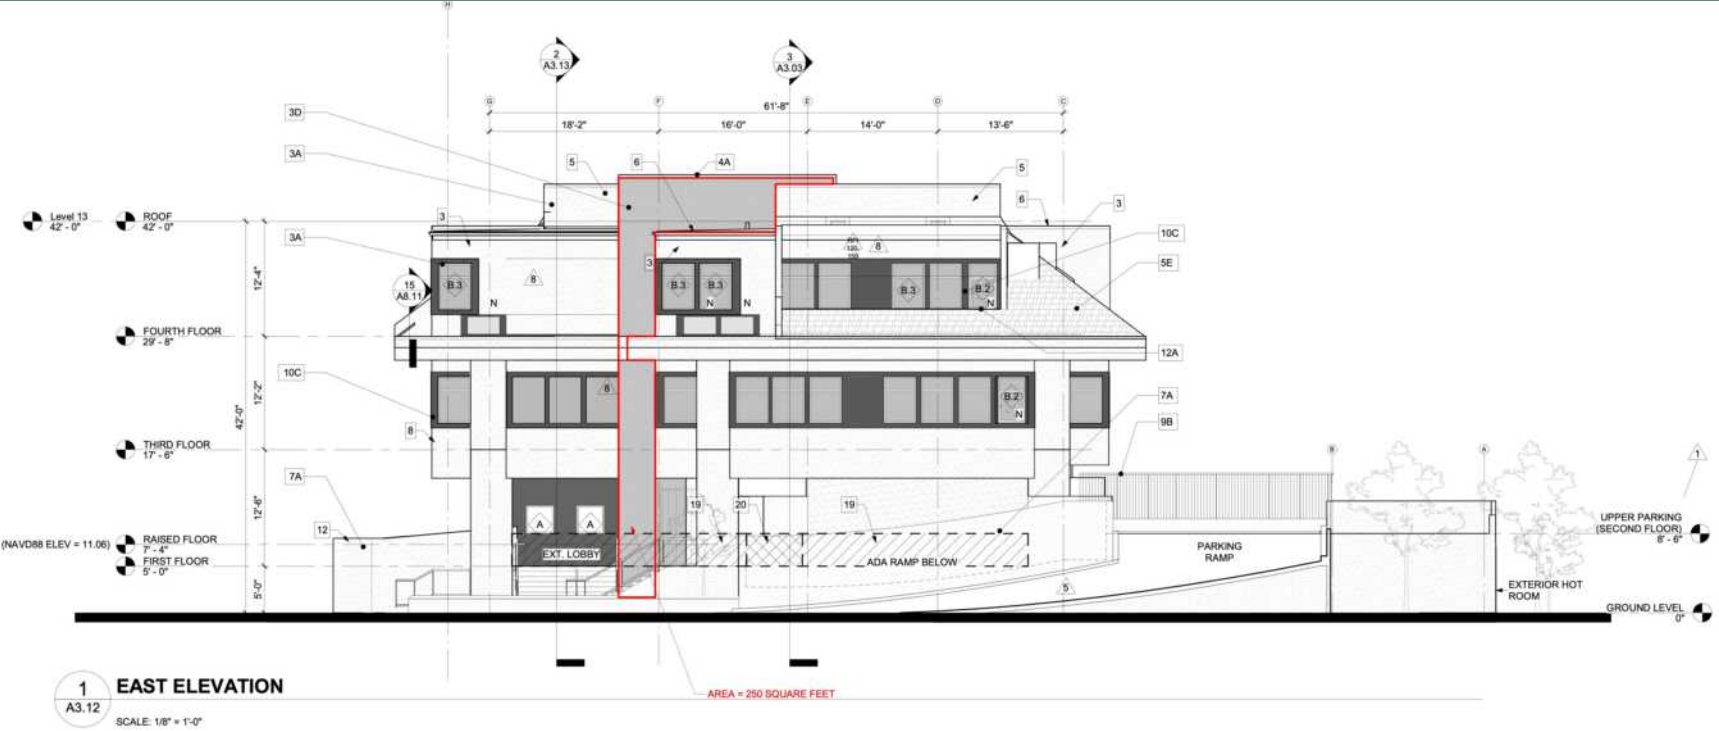 H
2
A3.13
3
A3.03
G
F
E
D
C
61'-8"
18'-2"
16'-0"
14'-0"
13'-6"
3D
3A
5
6
4A
5
6
3
Level 13
42' - 0"
ROOF
42' - 0"
3
3A
8
3
8
10C
5E
15
A8.11
B.3
N
B.3
B.3
N
N
B.3
B.2
N
12'-4"
FOURTH FLOOR
29' - 8"
12A
10C
8
B.2
N
7A
9B
12'-2"
42'-0"
8
THIRD FLOOR
17' - 6"
B
A
1
7A
12'-6"
19
20
19
A
A
12
(NAVD88 ELEV = 11.06)
RAISED FLOOR
7' - 4"
FIRST FLOOR
5' - 0"
EXT. LOBBY
ADA RAMP BELOW
PARKING
RAMP
UPPER PARKING
(SECOND FLOOR)
8' - 6"
5'-0"
5
EXTERIOR HOT
ROOM
GROUND LEVEL
0"
1
A3.12
EAST ELEVATION
SCALE: 1/8" = 1'-0"
AREA = 250 SQUARE FEET